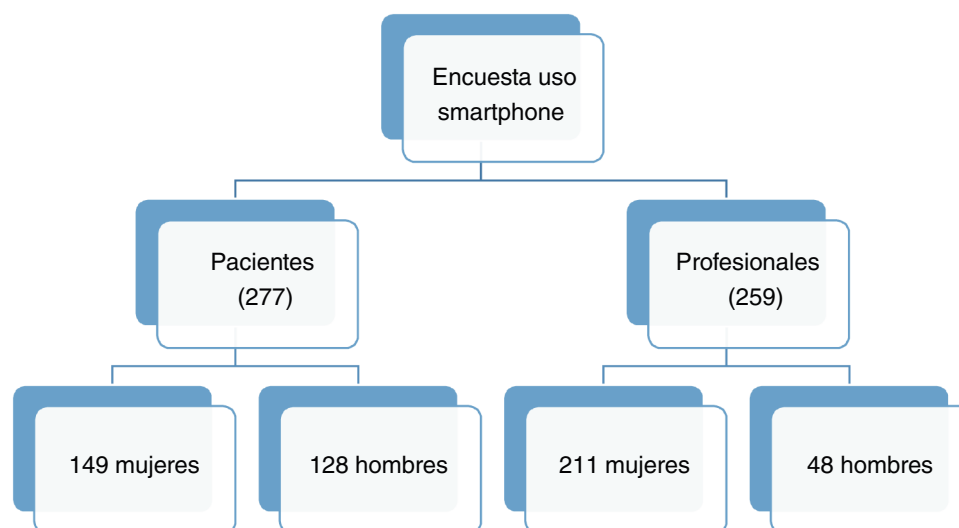 Encuesta uso
smartphone
Pacientes
(277)
Profesionales
(259)
149 mujeres
128 hombres
211 mujeres
48 hombres